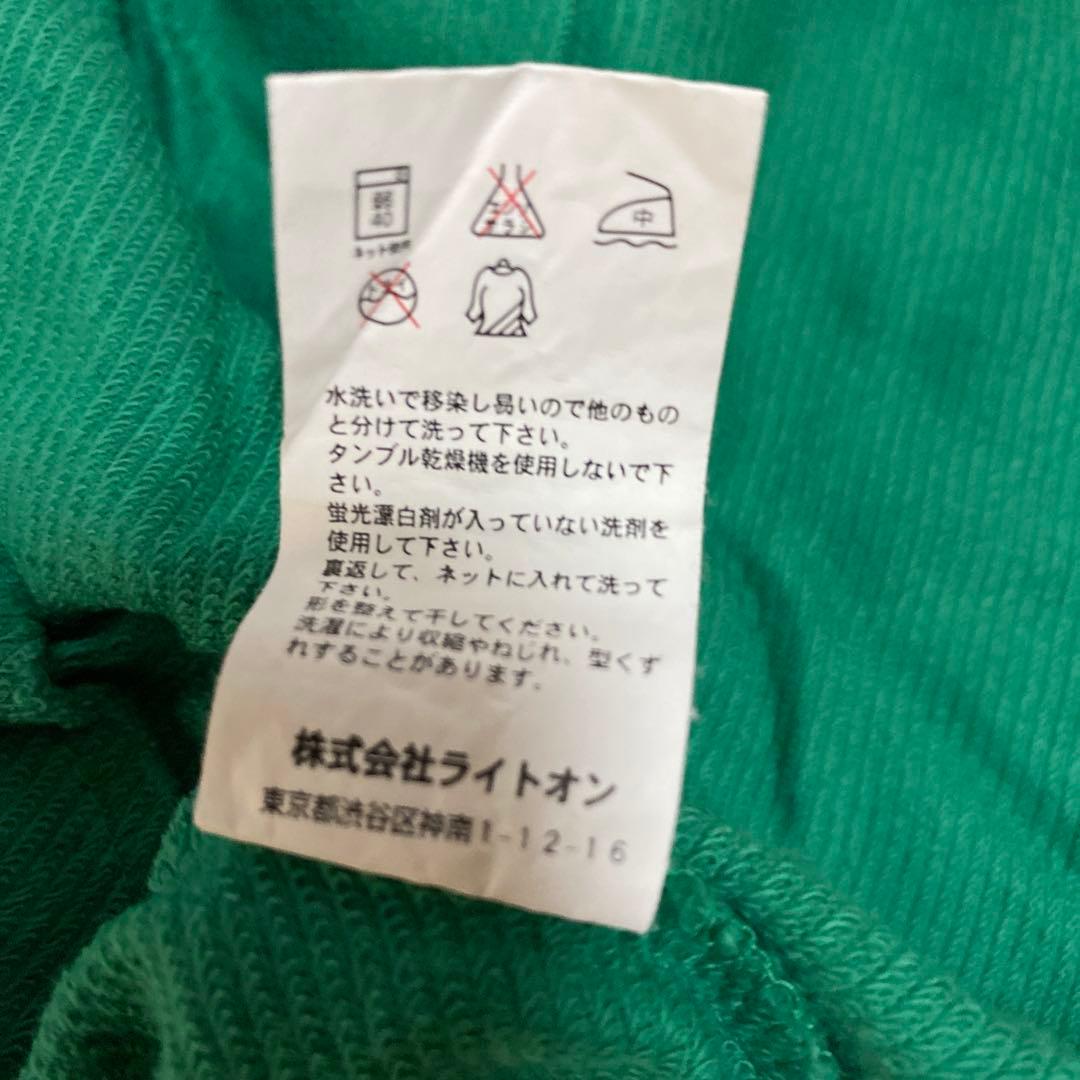 弱
40
ネット使用
エンソ
サラシ
中
水洗いで移染し易いので他のもの
と分けて洗って下さい。
タンブル乾燥機を使用しないで下
さい。
蛍光漂白剤が入っていない洗剤を
使用して下さい。
裏返して、ネットに入れて洗って
下さい。
形を整えて干してください。
洗濯により収縮やねじれ、型くず
れすることがあります。
株式会社ライトオン
東京都渋谷区神南1-12-16